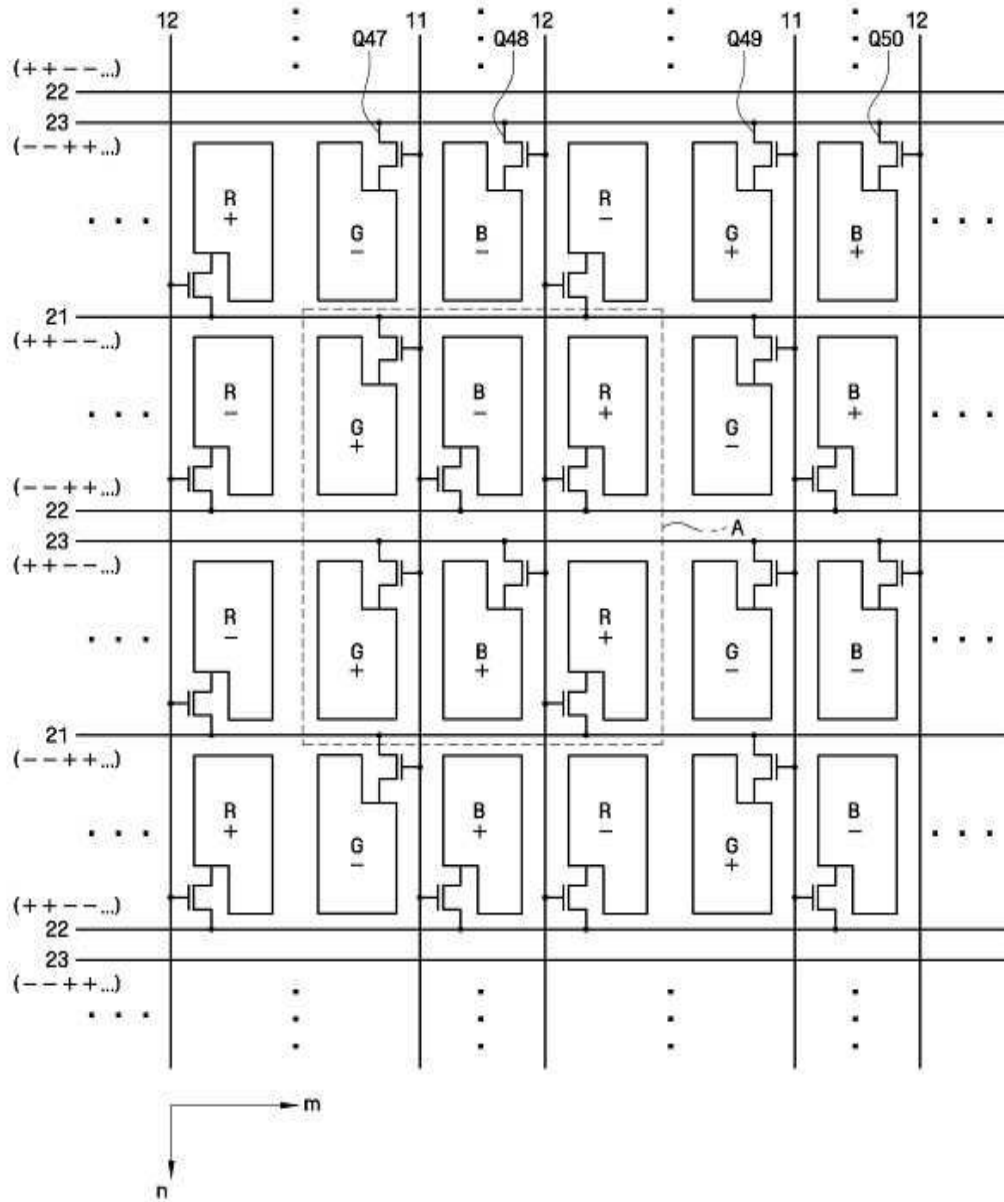 12 11 12 11 12
Q47 Q48 Q49 Q50
(++--...)
22
23
(--++...)
R + G - B - R - G + B +
21
(++--...)
R - G + B - R + G - B +
(--++...)
22
A
23
(++--...)
R - G + B + R + G - B -
21
(--++...)
R + G - B + R - G + B -
(++--...)
22
23
(--++...)
m
n